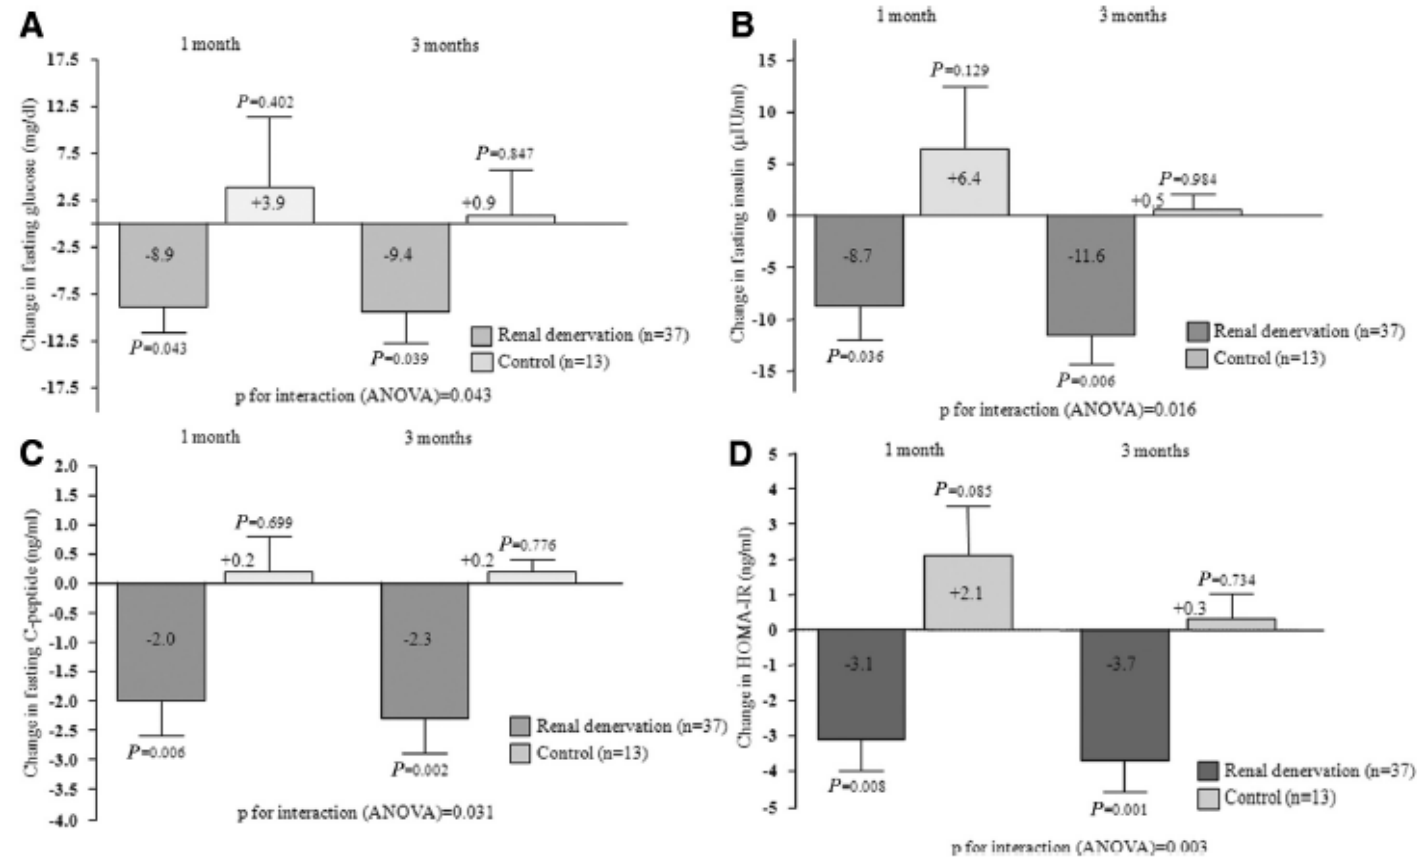 A
1 month
3 months
17.5
12.5
7.5
2.5
-2.5
-7.5
-12.5
-17.5
Change in fasting glucose (mg/dl)
P=0.402
P=0.847
+3.9
+0.9
-8.9
-9.4
P=0.043
P=0.039
Renal denervation (n=37)
Control (n=13)
p for interaction (ANOVA)=0.043
B
1 month
3 months
15
10
5
0
-5
-10
-15
Change in fasting insulin (µIU/ml)
P=0.129
P=0.984
+6.4
+0.5
-8.7
-11.6
P=0.036
P=0.006
Renal denervation (n=37)
Control (n=13)
p for interaction (ANOVA)=0.016
C
1 month
3 months
2.0
1.5
1.0
0.5
0.0
-0.5
-1.0
-1.5
-2.0
-2.5
-3.0
-3.5
-4.0
Change in fasting C-peptide (ng/ml)
P=0.699
P=0.776
+0.2
+0.2
-2.0
-2.3
P=0.006
P=0.002
Renal denervation (n=37)
Control (n=13)
p for interaction (ANOVA)=0.031
D
1 month
3 months
5
4
3
2
1
0
-1
-2
-3
-4
-5
Change in HOMA-IR (ng/ml)
P=0.085
P=0.734
+2.1
+0.3
-3.1
-3.7
P=0.008
P=0.001
Renal denervation (n=37)
Control (n=13)
p for interaction (ANOVA)=0.003